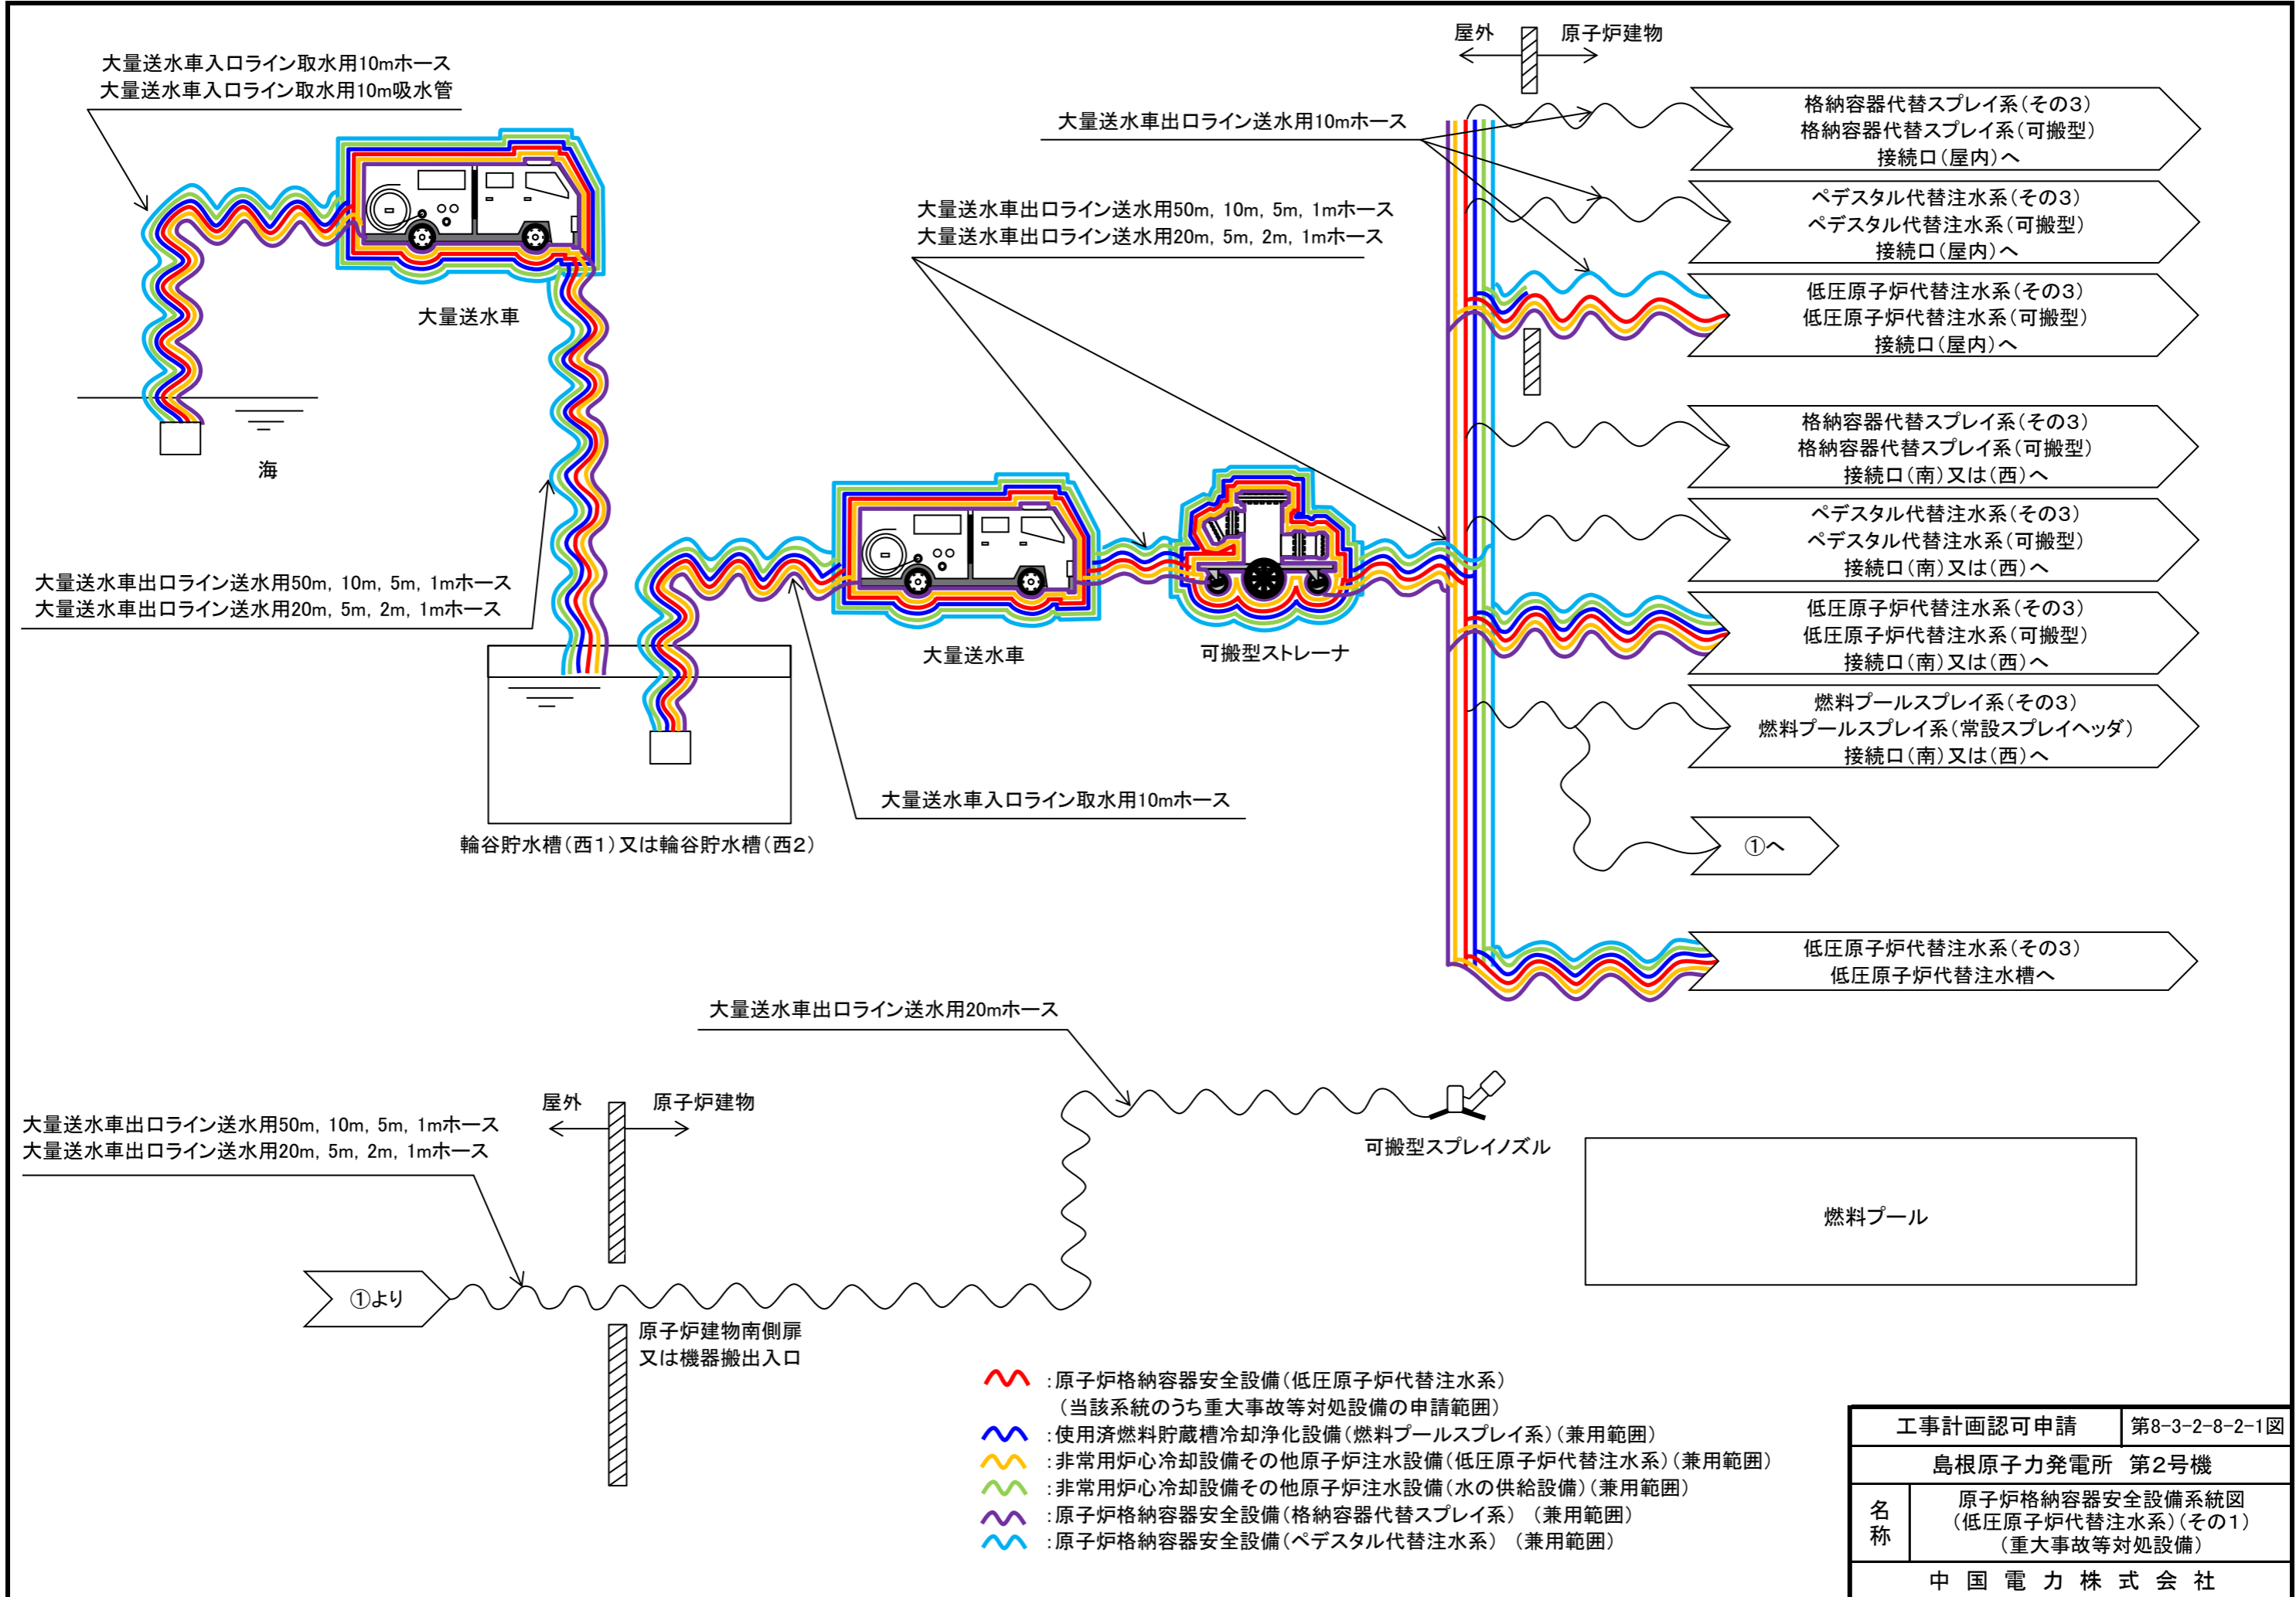 大量送水車入口ライン取水用10mホース
大量送水車入口ライン取水用10m吸水管
大量送水車
海
大量送水車出口ライン送水用50m, 10m, 5m, 1mホース
大量送水車出口ライン送水用20m, 5m, 2m, 1mホース
輪谷貯水槽(西1)又は輪谷貯水槽(西2)
大量送水車入口ライン取水用10mホース
大量送水車
可搬型ストレーナ
大量送水車出口ライン送水用50m, 10m, 5m, 1mホース
大量送水車出口ライン送水用20m, 5m, 2m, 1mホース
大量送水車出口ライン送水用10mホース
屋外
原子炉建物
格納容器代替スプレイ系(その3)
格納容器代替スプレイ系(可搬型)
接続口(屋内)へ
ペデスタル代替注水系(その3)
ペデスタル代替注水系(可搬型)
接続口(屋内)へ
低圧原子炉代替注水系(その3)
低圧原子炉代替注水系(可搬型)
接続口(屋内)へ
格納容器代替スプレイ系(その3)
格納容器代替スプレイ系(可搬型)
接続口(南)又は(西)へ
ペデスタル代替注水系(その3)
ペデスタル代替注水系(可搬型)
接続口(南)又は(西)へ
低圧原子炉代替注水系(その3)
低圧原子炉代替注水系(可搬型)
接続口(南)又は(西)へ
燃料プールスプレイ系(その3)
燃料プールスプレイ系(常設スプレイヘッダ)
接続口(南)又は(西)へ
①へ
低圧原子炉代替注水系(その3)
低圧原子炉代替注水槽へ
大量送水車出口ライン送水用20mホース
屋外
原子炉建物
大量送水車出口ライン送水用50m, 10m, 5m, 1mホース
大量送水車出口ライン送水用20m, 5m, 2m, 1mホース
可搬型スプレイノズル
燃料プール
①より
原子炉建物南側扉
又は機器搬出入口
:原子炉格納容器安全設備(低圧原子炉代替注水系)
(当該系統のうち重大事故等対処設備の申請範囲)
:使用済燃料貯蔵槽冷却浄化設備(燃料プールスプレイ系)(兼用範囲)
:非常用炉心冷却設備その他原子炉注水設備(低圧原子炉代替注水系)(兼用範囲)
:非常用炉心冷却設備その他原子炉注水設備(水の供給設備)(兼用範囲)
:原子炉格納容器安全設備(格納容器代替スプレイ系) (兼用範囲)
:原子炉格納容器安全設備(ペデスタル代替注水系) (兼用範囲)
工事計画認可申請 第8-3-2-8-2-1図
島根原子力発電所 第2号機
名称
原子炉格納容器安全設備系統図
(低圧原子炉代替注水系)(その1)
(重大事故等対処設備)
中国電力株式会社